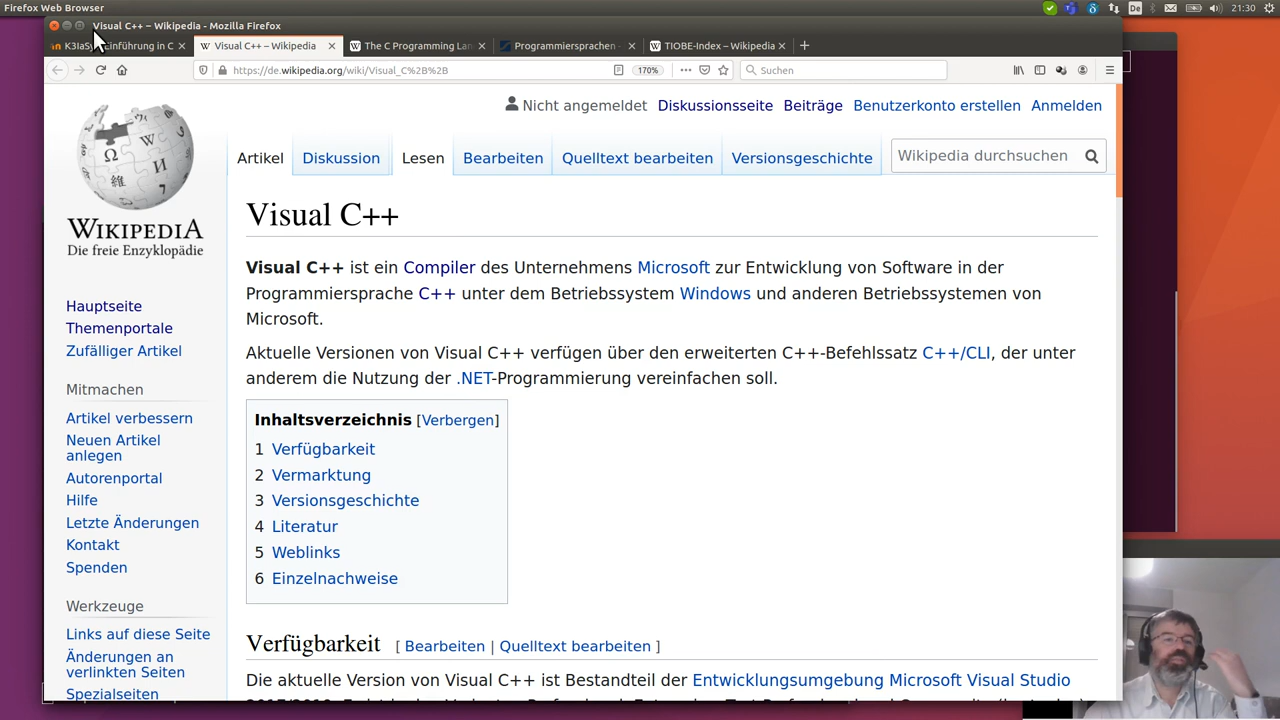 Firefox Web Browser
De
21:30
Visual C++ – Wikipedia - Mozilla Firefox
Visual C++ – Wikipedia
The C Programming Lan
Programmiersprachen -
TIOBE-Index – Wikipedia
https://de.wikipedia.org/wiki/Visual_C%2B%2B
170%
Suchen
Nicht angemeldet Diskussionsseite Beiträge Benutzerkonto erstellen Anmelden
Artikel Diskussion Lesen Bearbeiten Quelltext bearbeiten Versionsgeschichte
Wikipedia durchsuchen
WIKIPEDIA
Die freie Enzyklopädie
Hauptseite
Themenportale
Zufälliger Artikel
Mitmachen
Artikel verbessern
Neuen Artikel
anlegen
Autorenportal
Hilfe
Letzte Änderungen
Kontakt
Spenden
Werkzeuge
Links auf diese Seite
Änderungen an
verlinkten Seiten
Spezialseiten
Visual C++
Visual C++ ist ein Compiler des Unternehmens Microsoft zur Entwicklung von Software in der
Programmiersprache C++ unter dem Betriebssystem Windows und anderen Betriebssystemen von
Microsoft.
Aktuelle Versionen von Visual C++ verfügen über den erweiterten C++-Befehlssatz C++/CLI, der unter
anderem die Nutzung der .NET-Programmierung vereinfachen soll.
Inhaltsverzeichnis [Verbergen]
1 Verfügbarkeit
2 Vermarktung
3 Versionsgeschichte
4 Literatur
5 Weblinks
6 Einzelnachweise
Verfügbarkeit [ Bearbeiten | Quelltext bearbeiten ]
Die aktuelle Version von Visual C++ ist Bestandteil der Entwicklungsumgebung Microsoft Visual Studio